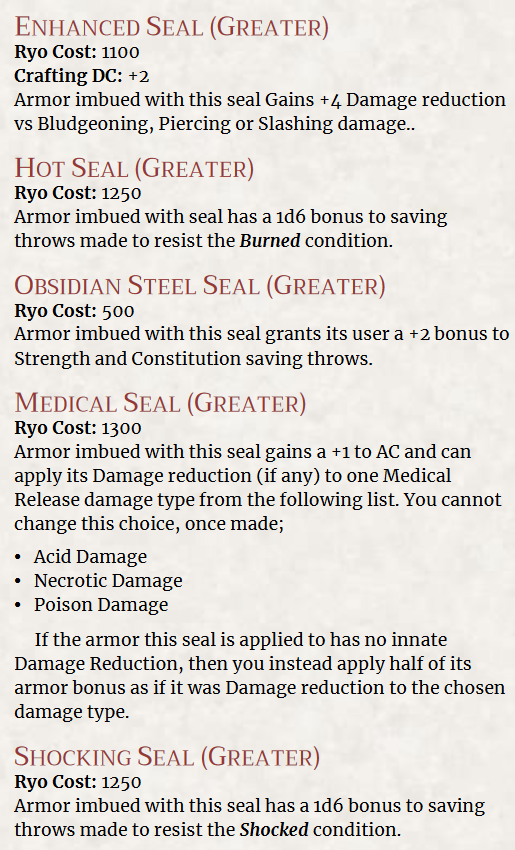 Enhanced Seal (Greater)
Ryo Cost: 1100
Crafting DC: +2
Armor imbued with this seal Gains +4 Damage reduction
vs Bludgeoning, Piercing or Slashing damage..
Hot Seal (Greater)
Ryo Cost: 1250
Armor imbued with seal has a 1d6 bonus to saving
throws made to resist the Burned condition.
Obsidian Steel Seal (Greater)
Ryo Cost: 500
Armor imbued with this seal grants its user a +2 bonus to
Strength and Constitution saving throws.
Medical Seal (Greater)
Ryo Cost: 1300
Armor imbued with this seal gains a +1 to AC and can
apply its Damage reduction (if any) to one Medical
Release damage type from the following list. You cannot
change this choice, once made;
• Acid Damage
• Necrotic Damage
• Poison Damage
If the armor this seal is applied to has no innate
Damage Reduction, then you instead apply half of its
armor bonus as if it was Damage reduction to the chosen
damage type.
Shocking Seal (Greater)
Ryo Cost: 1250
Armor imbued with this seal has a 1d6 bonus to saving
throws made to resist the Shocked condition.